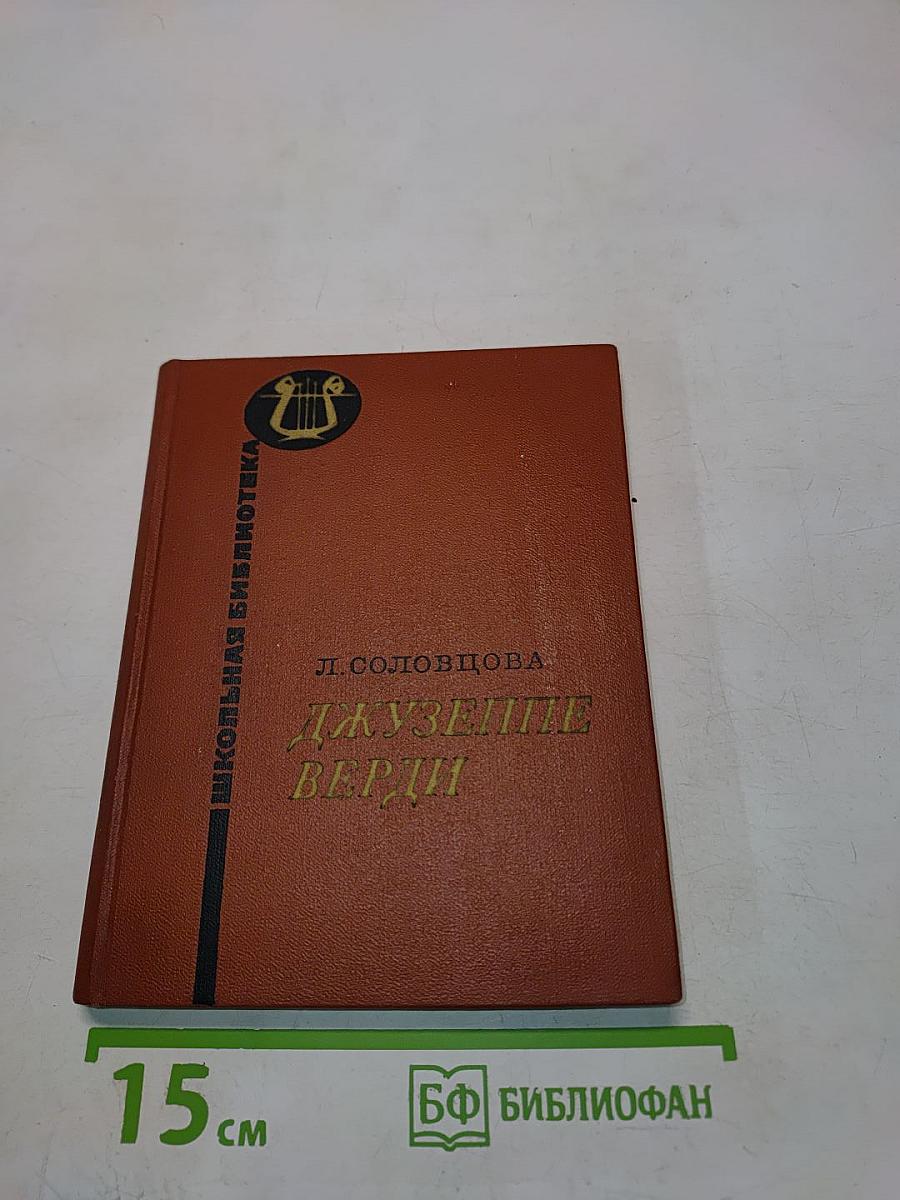 ШКОЛЬНАЯ БИБЛИОТЕКА
Л. СОЛОВЦОВА
ДЖУЗЕППЕ
ВЕРДИ
15 см
БФ БИБЛИОФАН